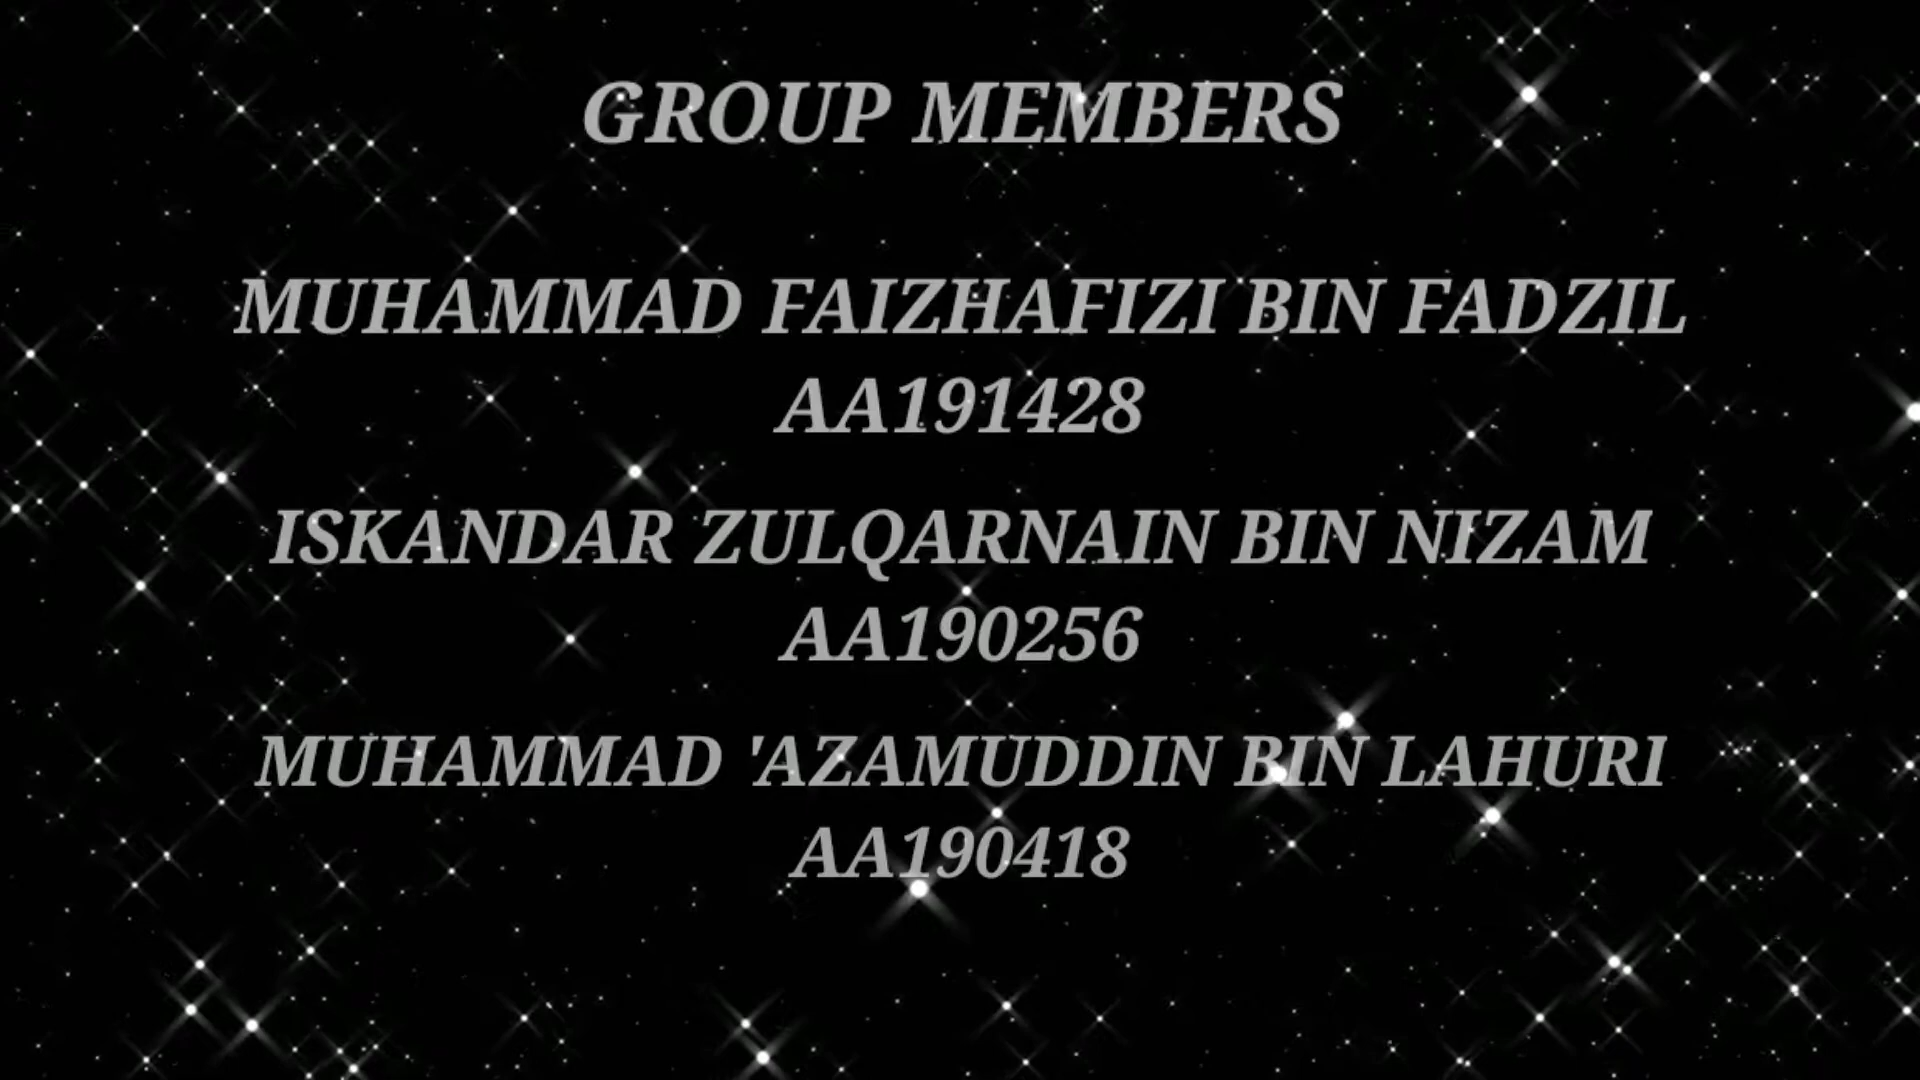 GROUP MEMBERS
MUHAMMAD FAIZHAFIZI BIN FADZIL
AA191428
ISKANDAR ZULQARNAIN BIN NIZAM
AA190256
MUHAMMAD 'AZAMUDDIN BIN LAHURI
AA190418